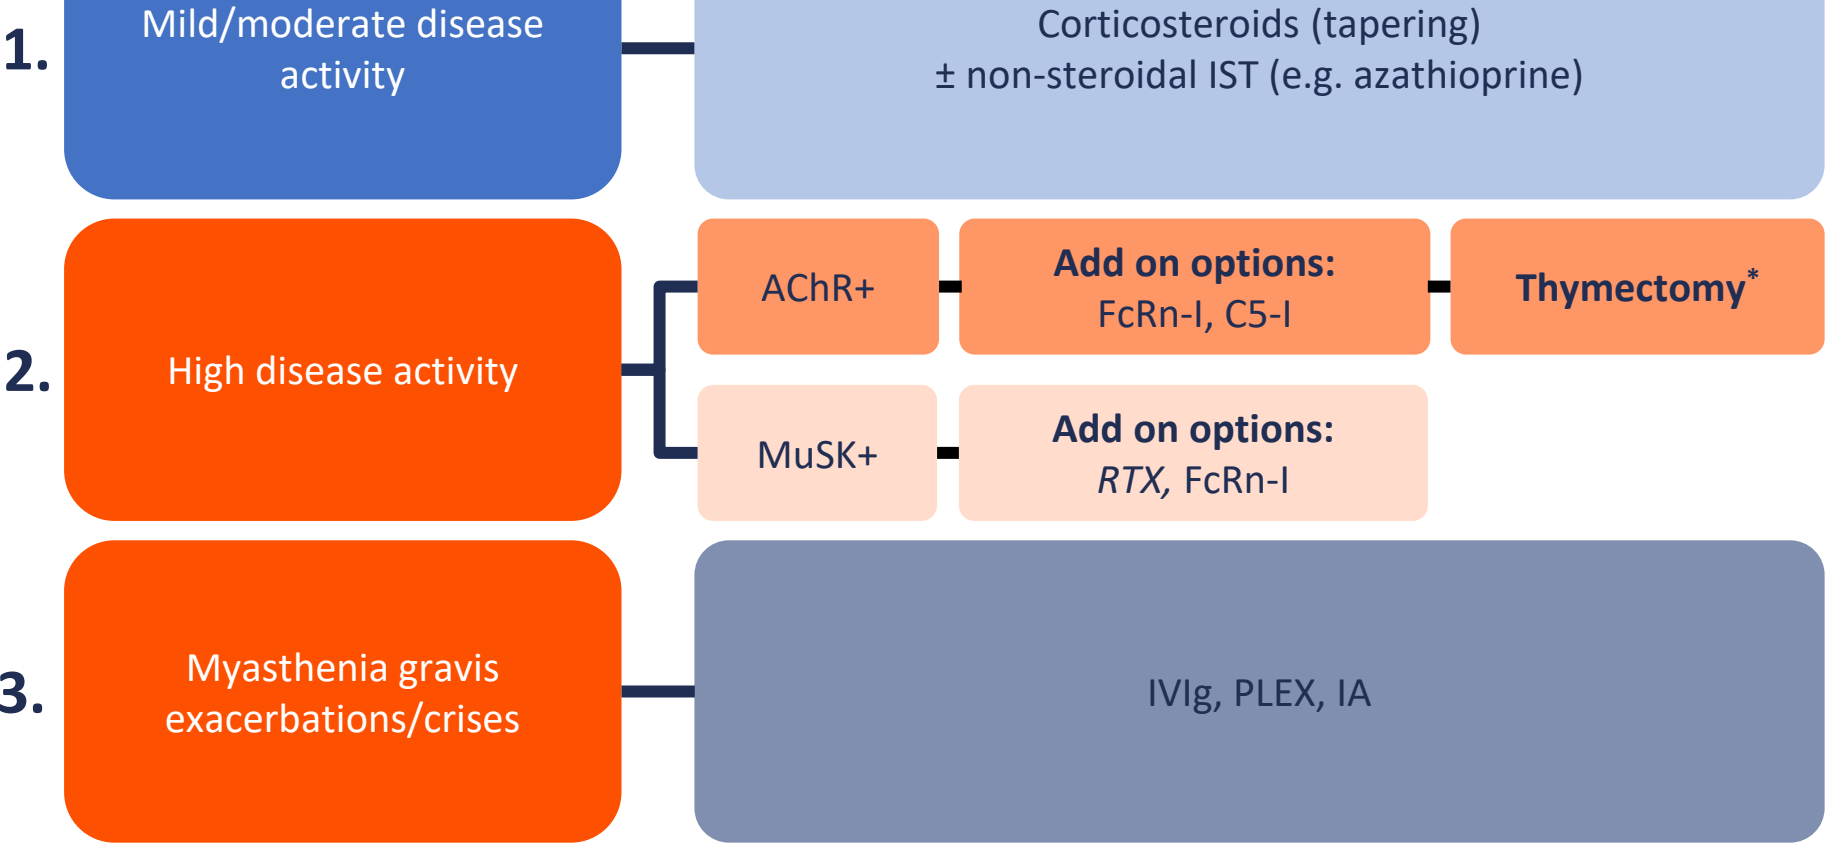 1.
Mild/moderate disease
activity
Corticosteroids (tapering)
± non-steroidal IST (e.g. azathioprine)
2.
High disease activity
AChR+
Add on options:
FcRn-I, C5-I
Thymectomy*
MuSK+
Add on options:
RTX, FcRn-I
3.
Myasthenia gravis
exacerbations/crises
IVIg, PLEX, IA